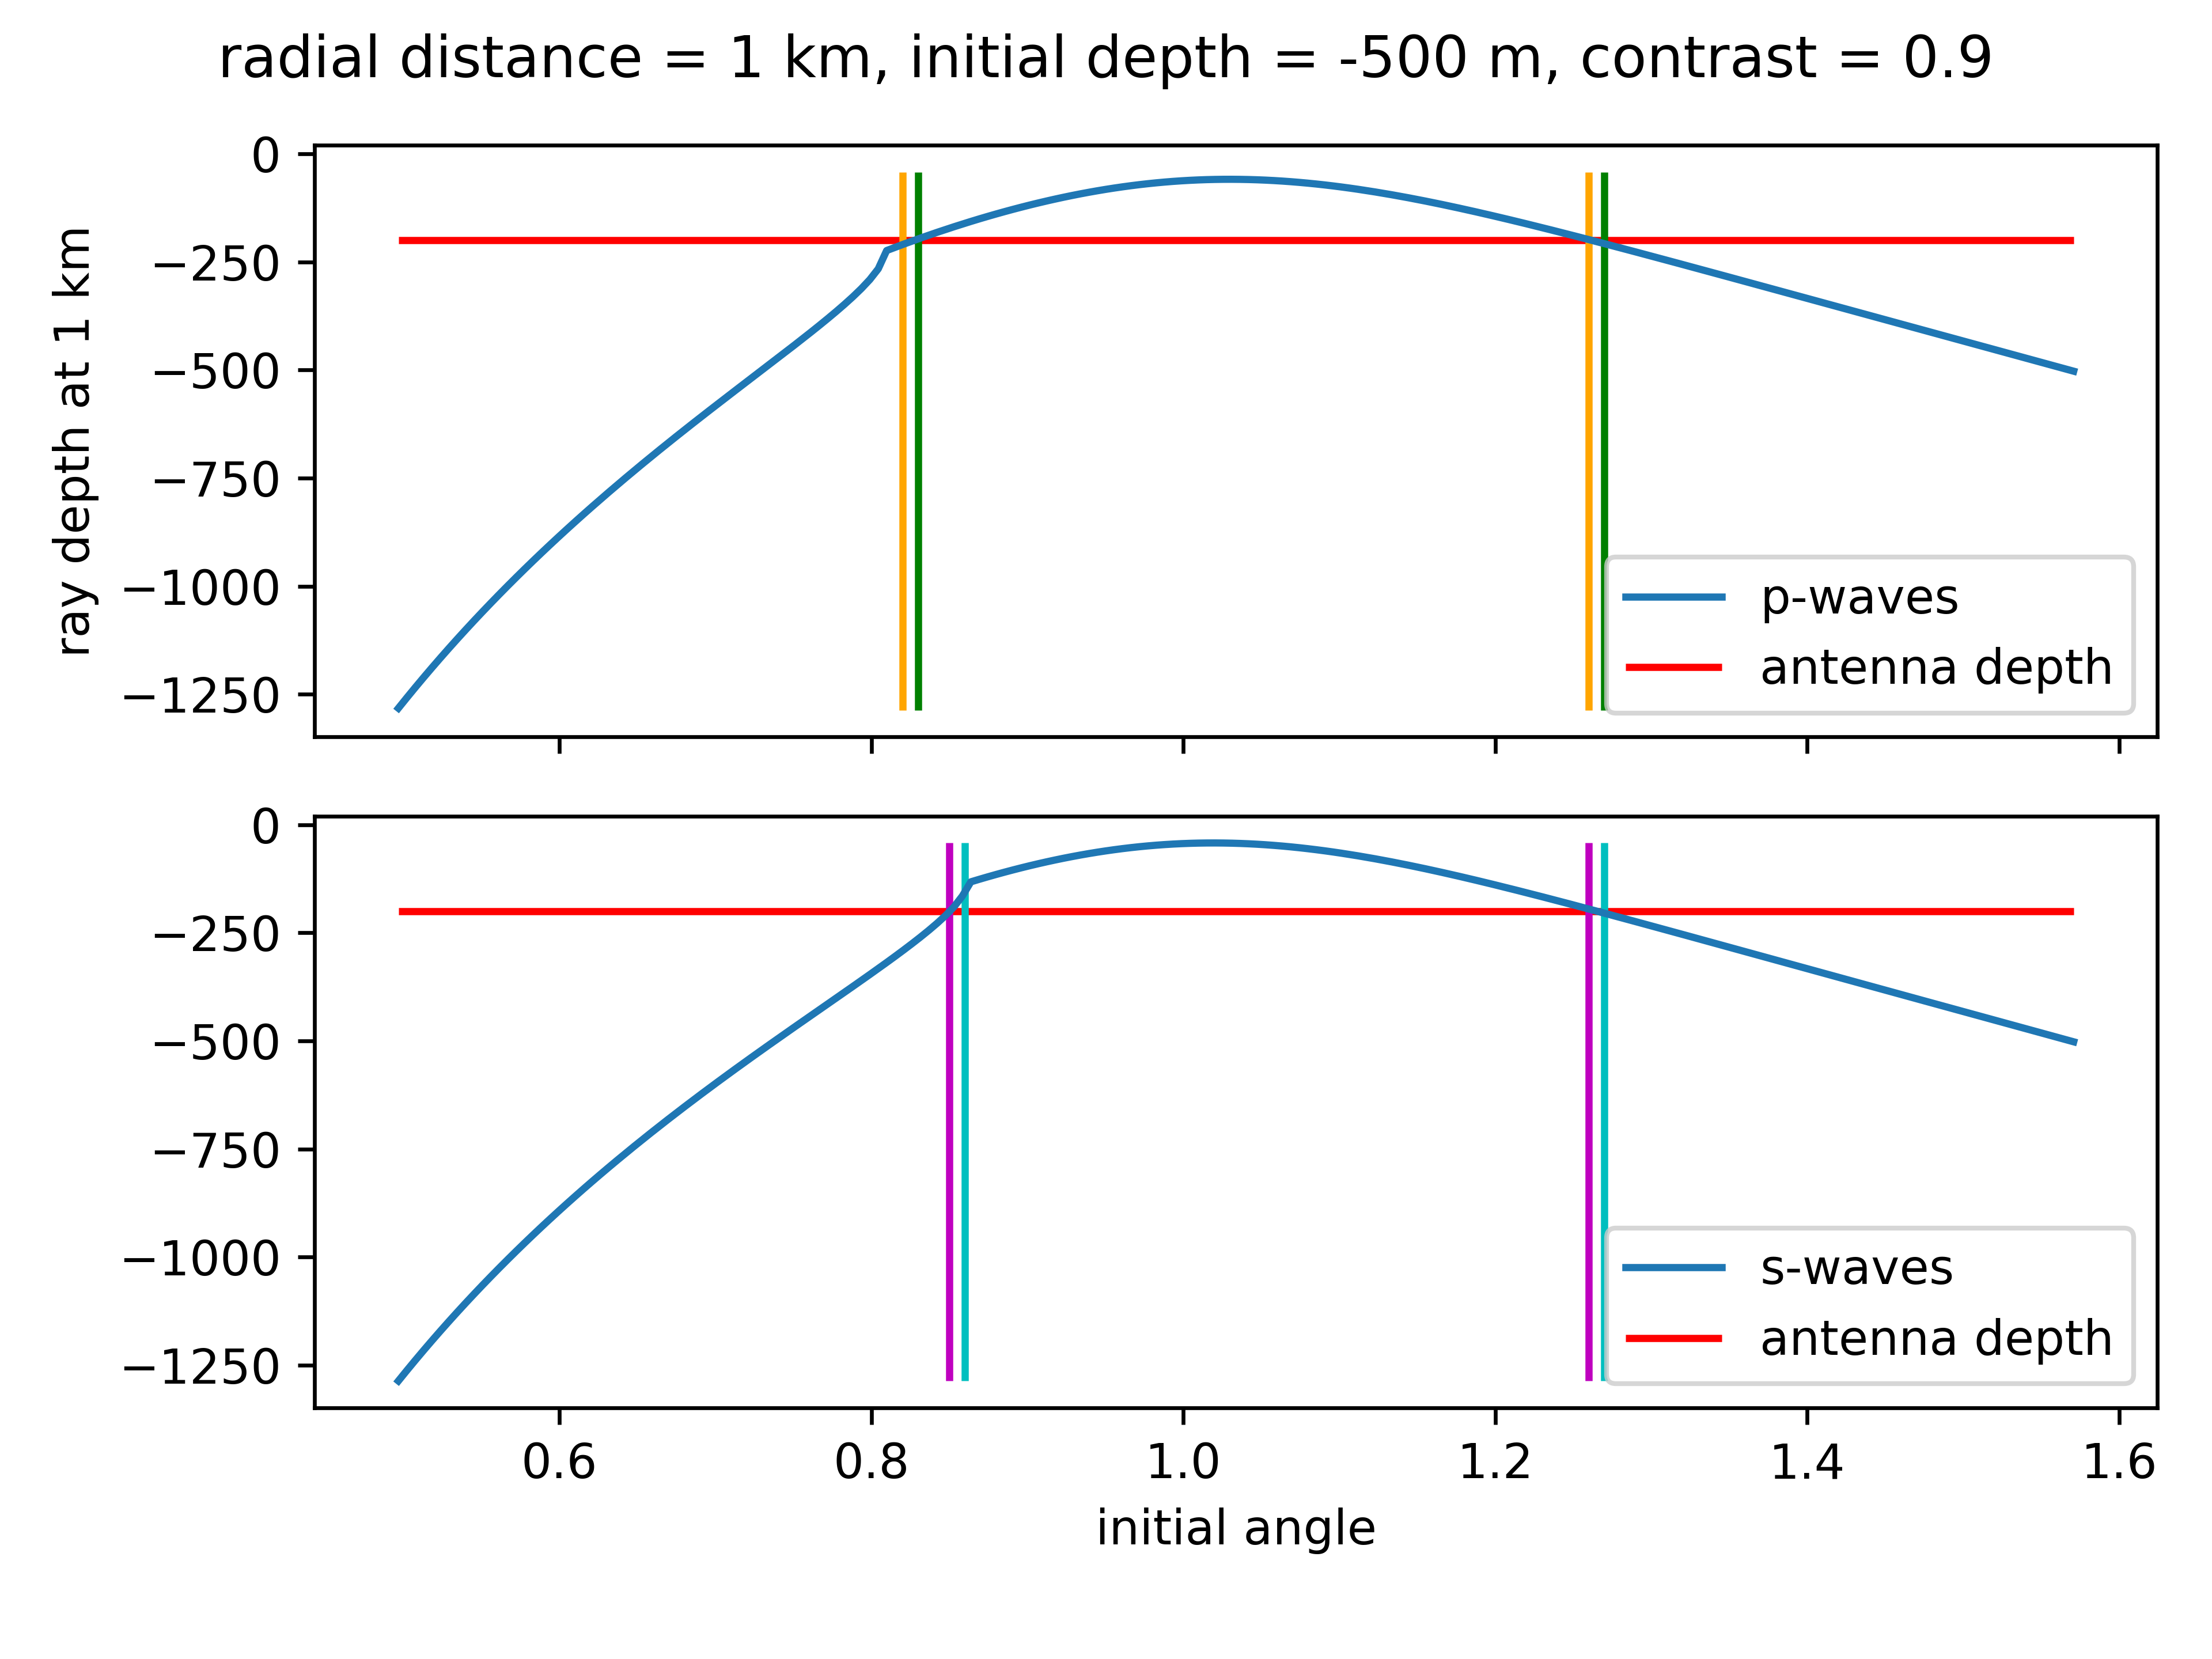 radial distance = 1 km, initial depth = -500 m, contrast = 0.9
0
−250
−500
−750
−1000
−1250
ray depth at 1 km
p-waves
antenna depth
0
−250
−500
−750
−1000
−1250
s-waves
antenna depth
0.6 0.8 1.0 1.2 1.4 1.6
initial angle